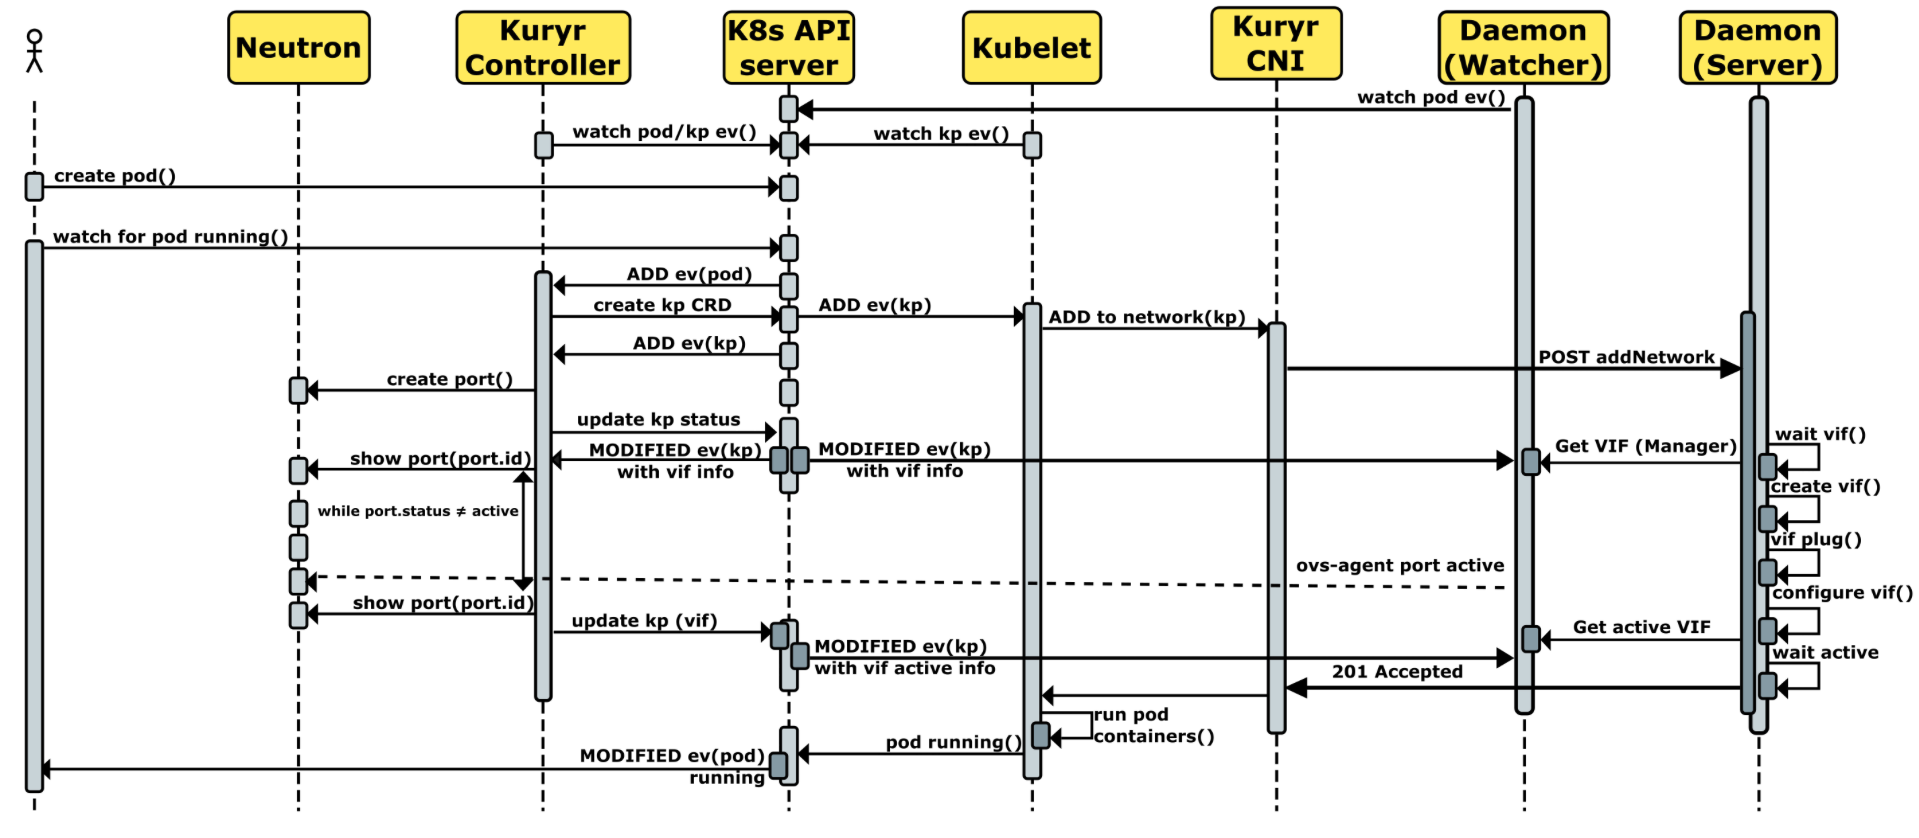 Neutron
Kuryr
Controller
K8s API
server
Kubelet
Kuryr
CNI
Daemon
(Watcher)
Daemon
(Server)
watch pod ev()
watch pod/kp ev()
watch kp ev()
create pod()
watch for pod running()
ADD ev(pod)
create kp CRD
ADD ev(kp)
ADD to network(kp)
ADD ev(kp)
POST addNetwork
create port()
update kp status
wait vif()
MODIFIED ev(kp)
with vif info
MODIFIED ev(kp)
with vif info
Get VIF (Manager)
show port(port.id)
create vif()
while port.status ≠ active
vif plug()
ovs-agent port active
configure vif()
show port(port.id)
update kp (vif)
Get active VIF
MODIFIED ev(kp)
with vif active info
wait active
201 Accepted
run pod
containers()
pod running()
MODIFIED ev(pod)
running